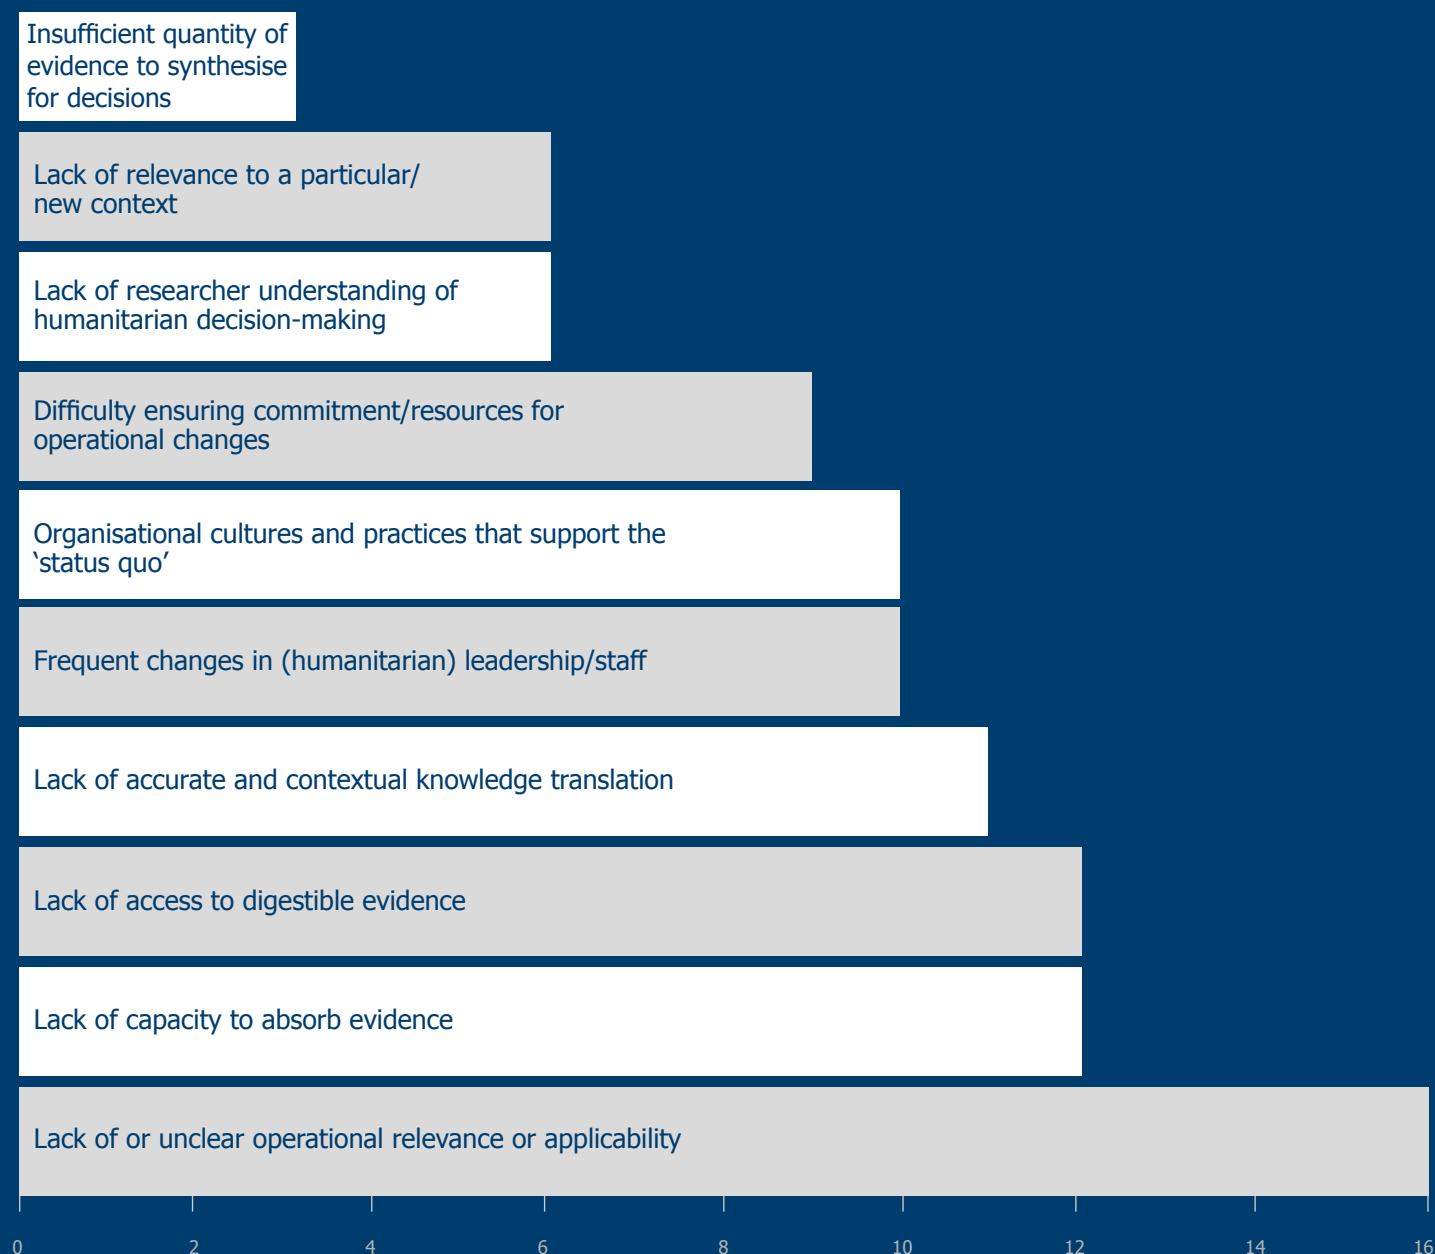 Insufficient quantity of
evidence to synthesise
for decisions
Lack of relevance to a particular/
new context
Lack of researcher understanding of
humanitarian decision-making
Difficulty ensuring commitment/resources for
operational changes
Organisational cultures and practices that support the
‘status quo’
Frequent changes in (humanitarian) leadership/staff
Lack of accurate and contextual knowledge translation
Lack of access to digestible evidence
Lack of capacity to absorb evidence
Lack of or unclear operational relevance or applicability
0 2 4 6 8 10 12 14 16